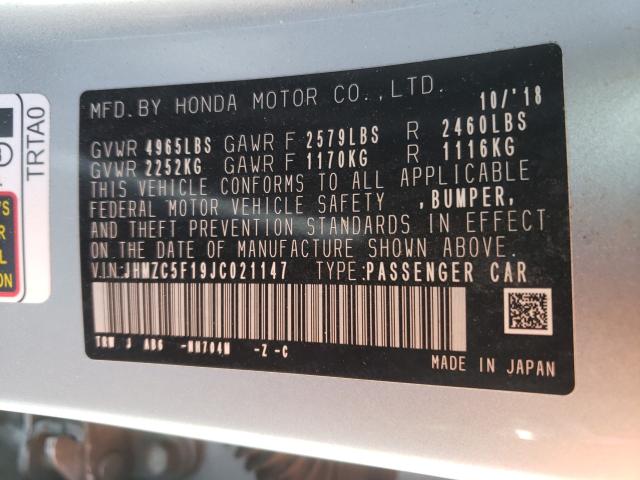 MFD.BY HONDA MOTOR CO.,LTD. 10/'18
GVWR 4965LBS GAWR F 2579LBS R 2460LBS
GVWR 2252KG GAWR F 1170KG R 1116KG
THIS VEHICLE CONFORMS TO ALL APPLICABLE
FEDERAL MOTOR VEHICLE SAFETY ,BUMPER,
AND THEFT PREVENTION STANDARDS IN EFFECT
ON THE DATE OF MANUFACTURE SHOWN ABOVE.
V.I.N:JHMZC5F19JC021147 TYPE:PASSENGER CAR
-NH704M -Z -C
MADE IN JAPAN
TRTA0